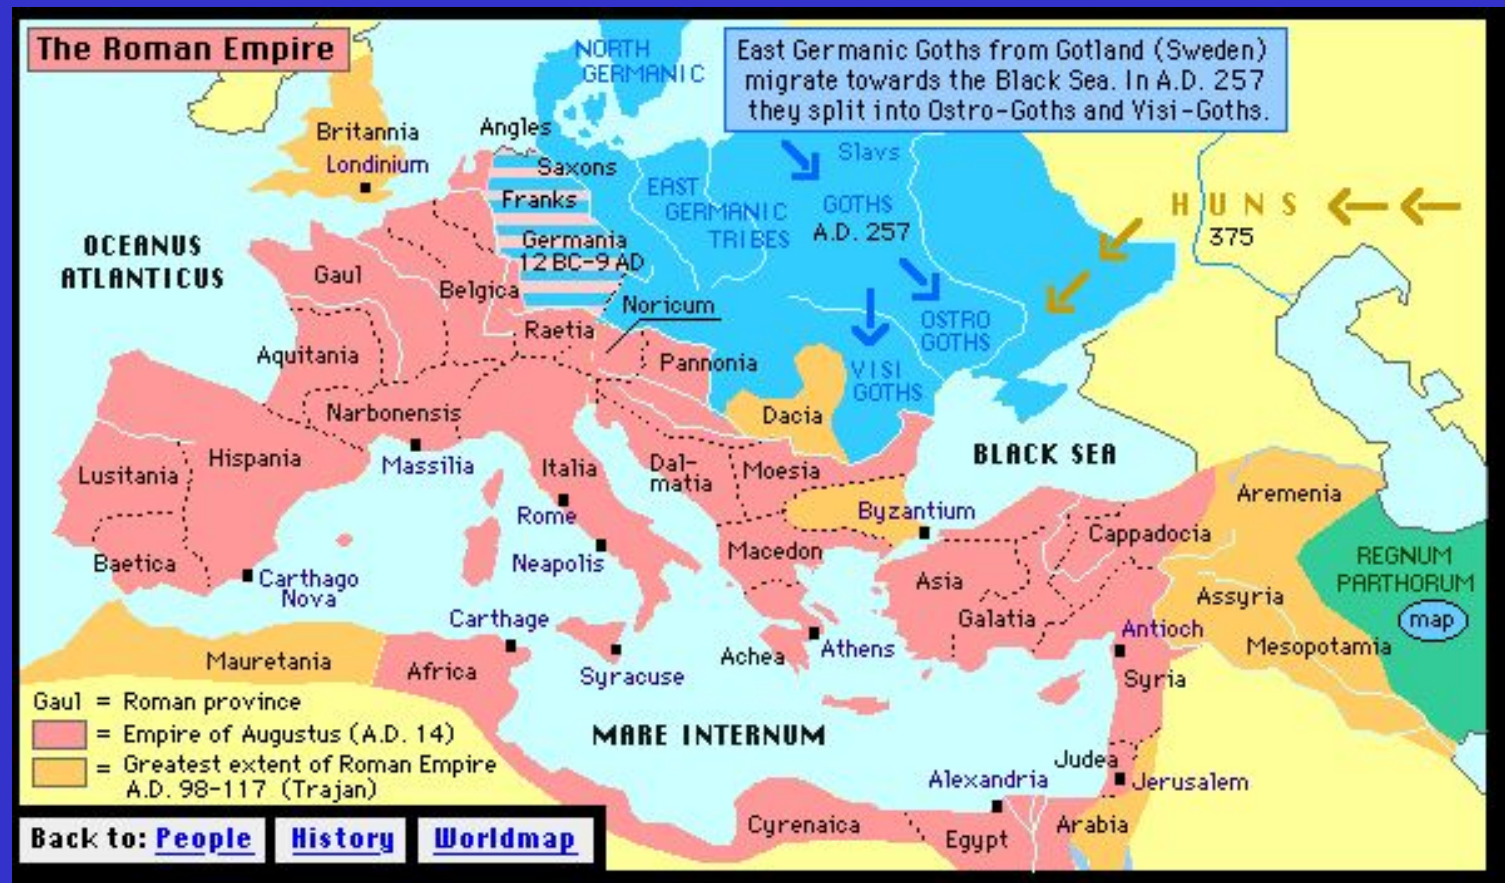 The Roman Empire
East Germanic Goths from Gotland (Sweden)
migrate towards the Black Sea. In A.D. 257
they split into Ostro-Goths and Visi-Goths.
NORTH
GERMANIC
Britannia
Londinium
Angles
Saxons
Franks
Germania
12 BC-9 AD
Slavs
EAST
GERMANIC
TRIBES
GOTHS
A.D. 257
HUNS
375
OCEANUS
ATLANTICUS
Gaul
Belgica
Noricum
Raetia
Pannonia
OSTRO
GOTHS
VISI
GOTHS
Aquitania
Narbonensis
Dacia
BLACK SEA
Lusitania
Hispania
Massilia
Italia
Dal-
matia
Moesia
Aremenia
Rome
Byzantium
Cappadocia
Baetica
Neapolis
Macedon
Asia
REGNUM
PARTHORUM
map
Carthago
Nova
Carthage
Galatia
Assyria
Antioch
Mauretania
Africa
Syracuse
Achea
Athens
Mesopotamia
Syria
Gaul = Roman province
= Empire of Augustus (A.D. 14)
= Greatest extent of Roman Empire
A.D. 98-117 (Trajan)
MARE INTERNUM
Judea
Alexandria
Jerusalem
Cyrenaica
Egypt
Arabia
Back to: People
History
Worldmap